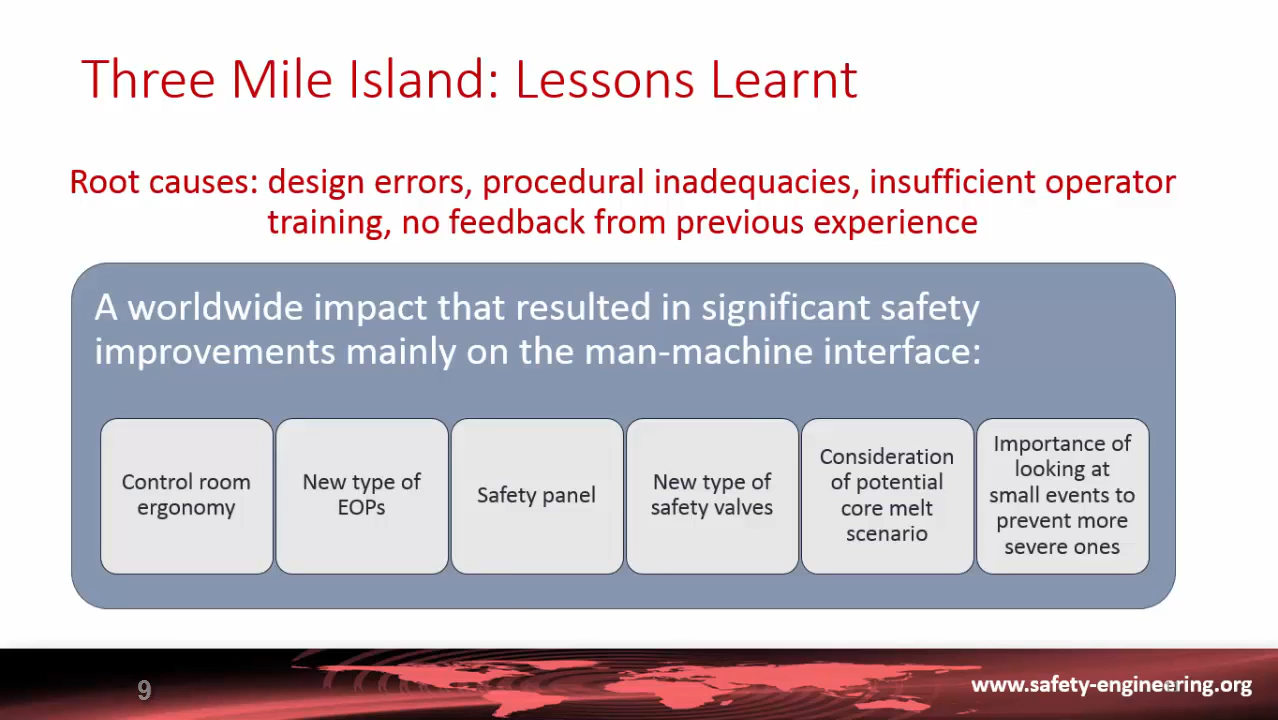 Three Mile Island: Lessons Learnt
Root causes: design errors, procedural inadequacies, insufficient operator
training, no feedback from previous experience
A worldwide impact that resulted in significant safety
improvements mainly on the man-machine interface:
Control room
ergonomy
New type of
EOPs
Safety panel
New type of
safety valves
Consideration
of potential
core melt
scenario
Importance of
looking at
small events to
prevent more
severe ones
9
www.safety-engineering.org